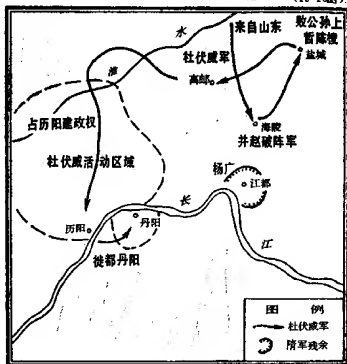 水
来自山东
败公孙上
哲陈稜
盐城
杜伏威军
淮
高邮
占历阳建政权
海陵
并赵破阵军
杜伏威活动区域
杨广
江都
长
历阳
丹阳
江
徙都丹阳
图 例
杜伏威军
隋军残余